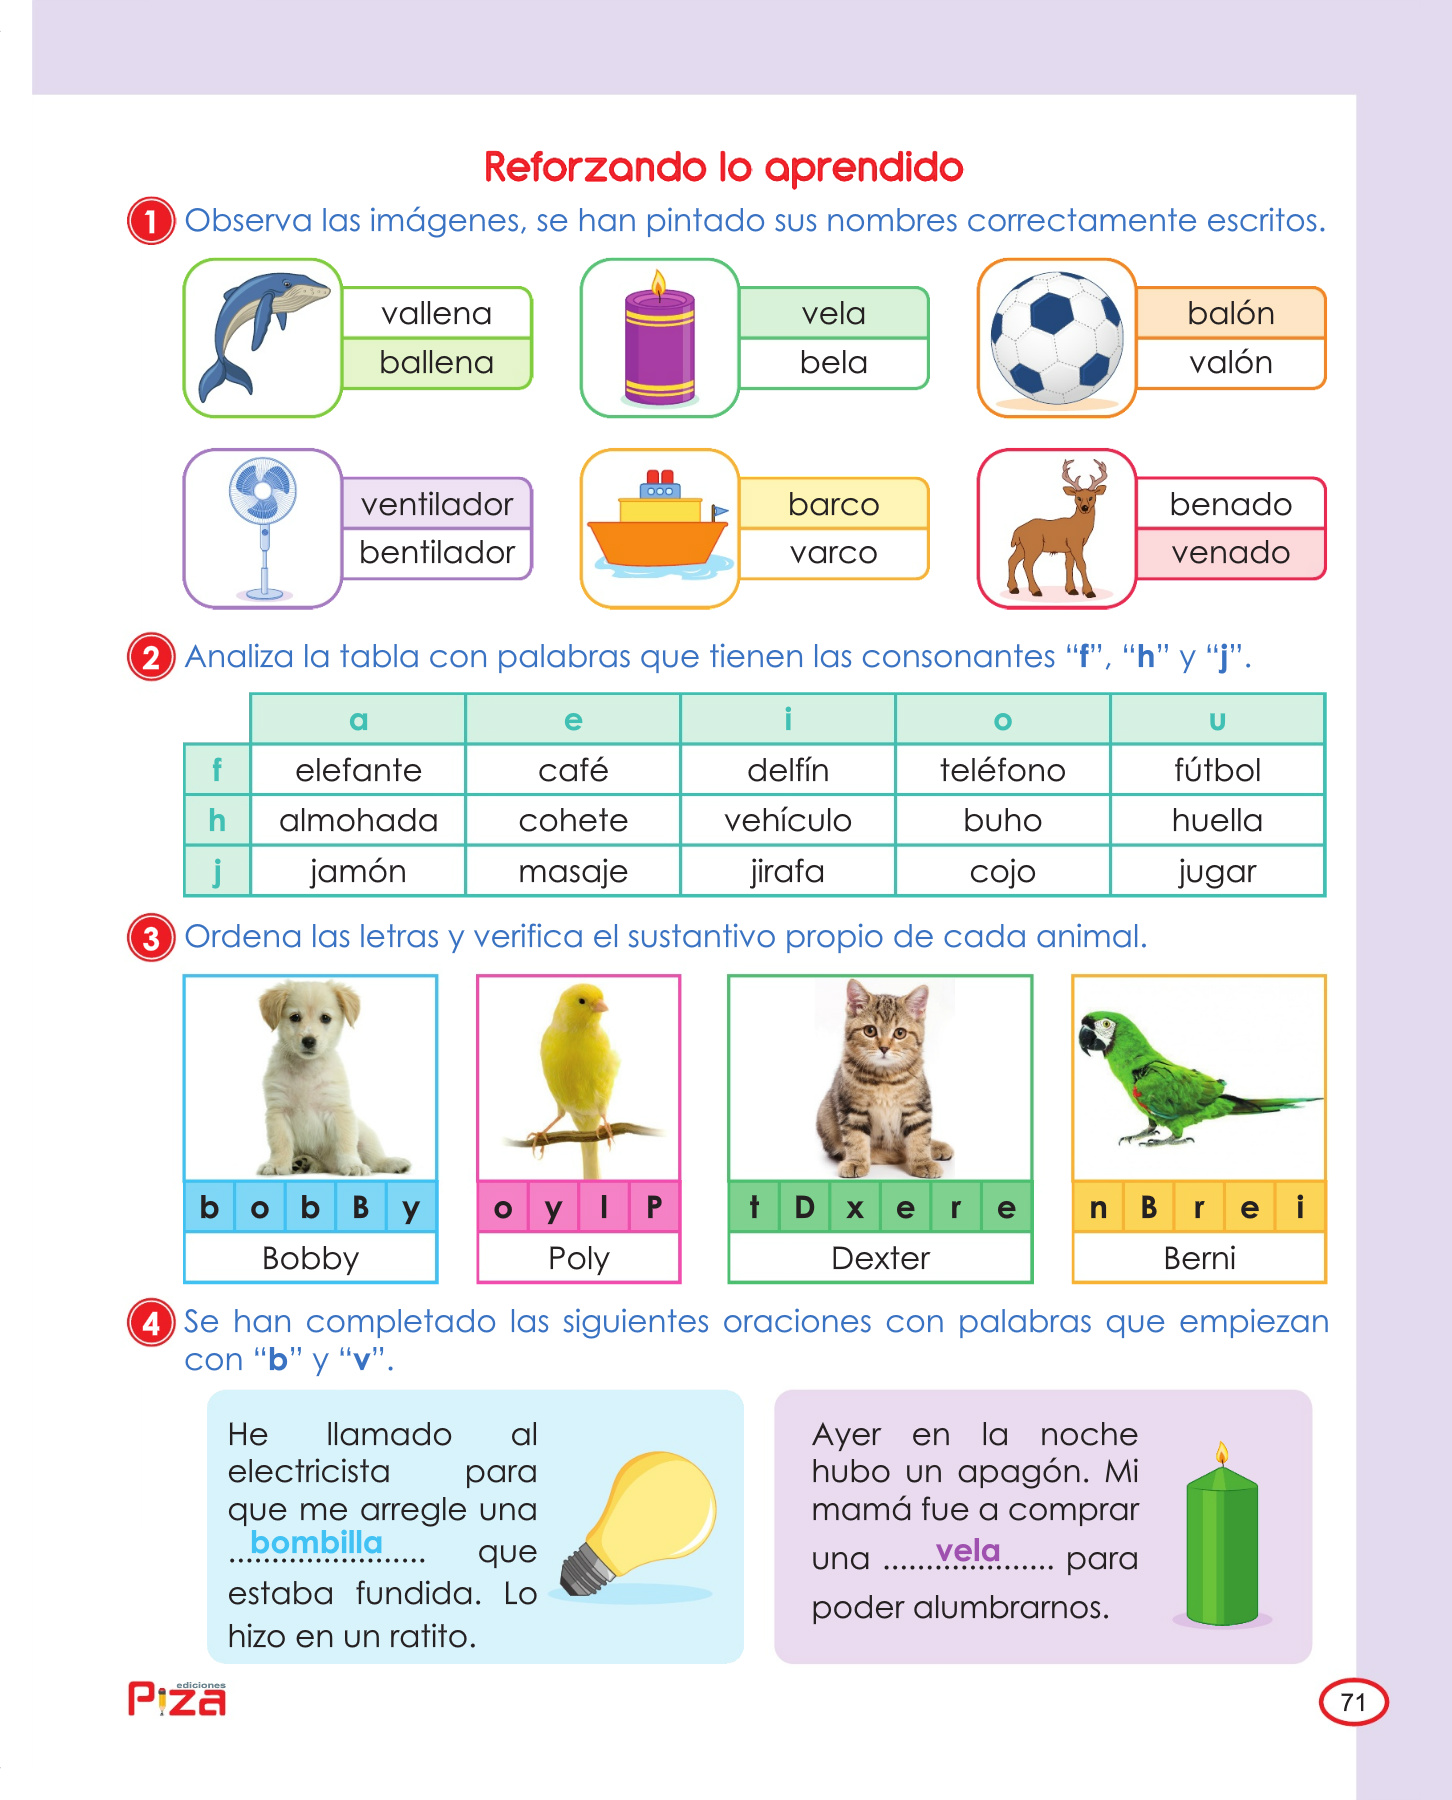 Reforzando lo aprendido
1 Observa las imágenes, se han pintado sus nombres correctamente escritos.
vallena
ballena
vela
bela
balón
valón
ventilador
bentilador
barco
varco
benado
venado
2 Analiza la tabla con palabras que tienen las consonantes “f”, “h” y “j”.
a e i o u
f elefante café delfín teléfono fútbol
h almohada cohete vehículo buho huella
j jamón masaje jirafa cojo jugar
3 Ordena las letras y verifica el sustantivo propio de cada animal.
b o b B y
Bobby
o y l P
Poly
t D x e r e
Dexter
n B r e i
Berni
4 Se han completado las siguientes oraciones con palabras que empiezan
con “b” y “v”.
He llamado al
electricista para
que me arregle una
bombilla que
estaba fundida. Lo
hizo en un ratito.
Ayer en la noche
hubo un apagón. Mi
mamá fue a comprar
una vela para
poder alumbrarnos.
ediciones
Piza
71